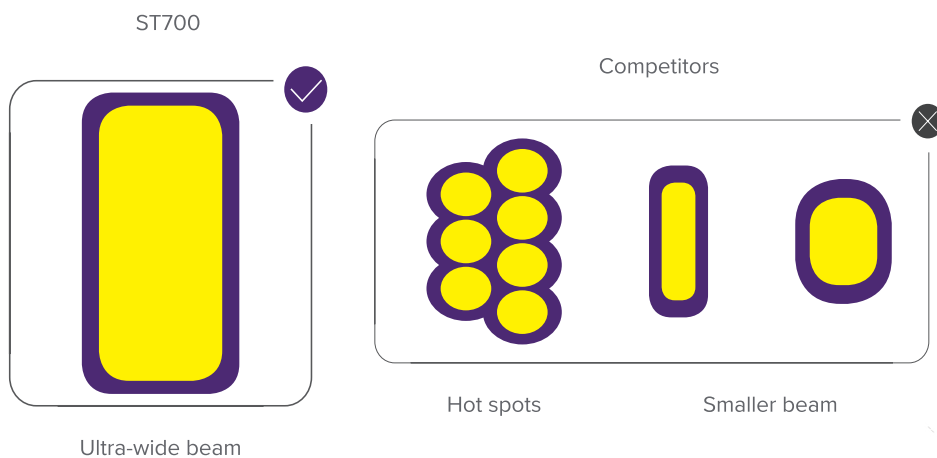 ST700
Competitors
Hot spots
Smaller beam
Ultra-wide beam